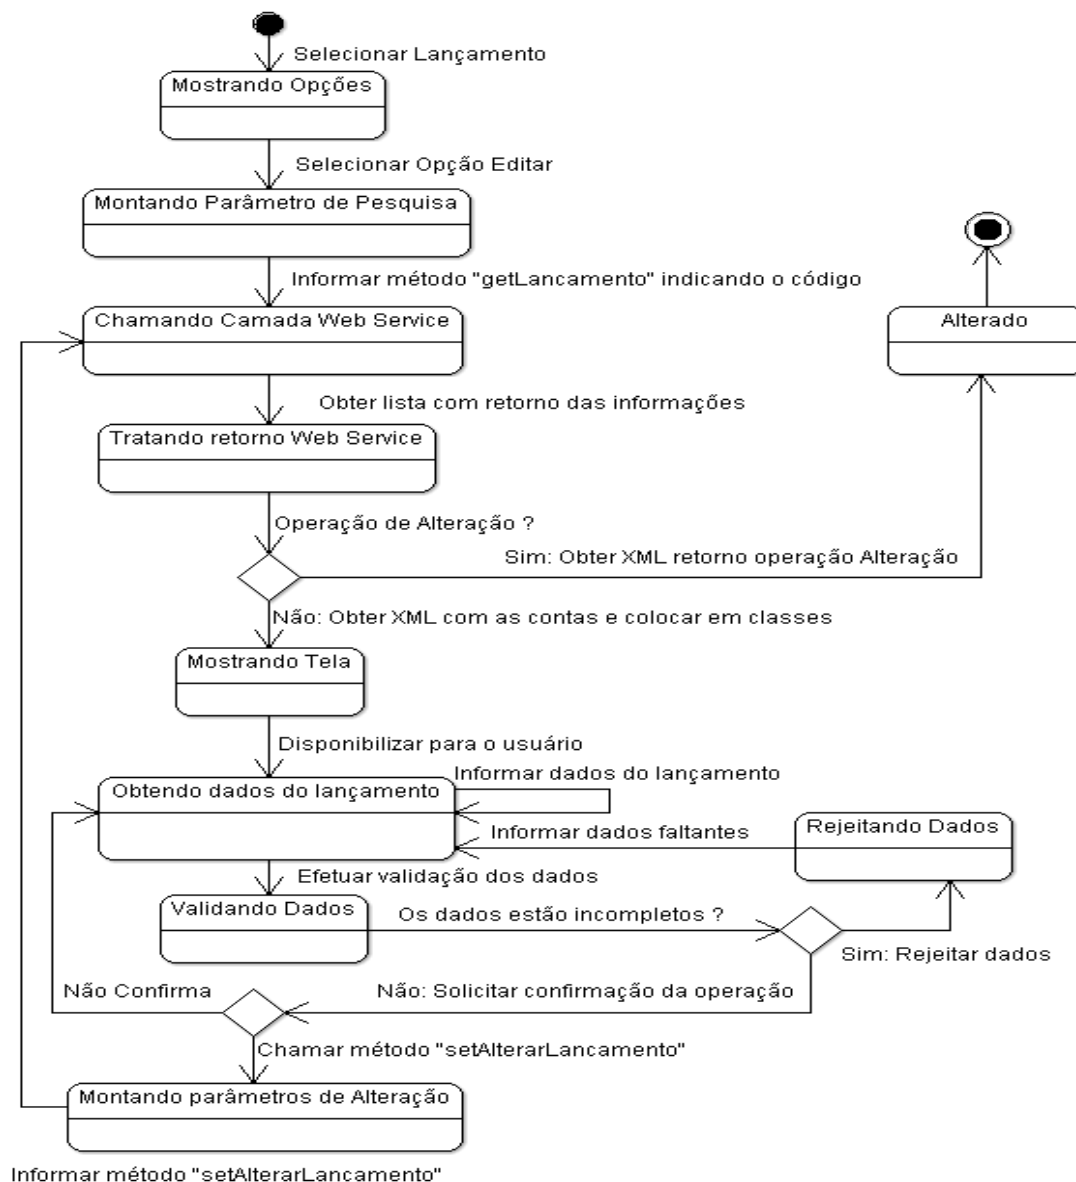 Selecionar Lançamento
Mostrando Opções
Selecionar Opção Editar
Montando Parâmetro de Pesquisa
Informar método "getLancamento" indicando o código
Chamando Camada Web Service
Alterado
Obter lista com retorno das informações
Tratando retorno Web Service
Operação de Alteração ?
Sim: Obter XML retorno operação Alteração
Não: Obter XML com as contas e colocar em classes
Mostrando Tela
Disponibilizar para o usuário
Informar dados do lançamento
Obtendo dados do lançamento
Informar dados faltantes
Rejeitando Dados
Efetuar validação dos dados
Validando Dados
Os dados estão incompletos ?
Sim: Rejeitar dados
Não Confirma
Não: Solicitar confirmação da operação
Chamar método "setAlterarLancamento"
Montando parâmetros de Alteração
Informar método "setAlterarLancamento"